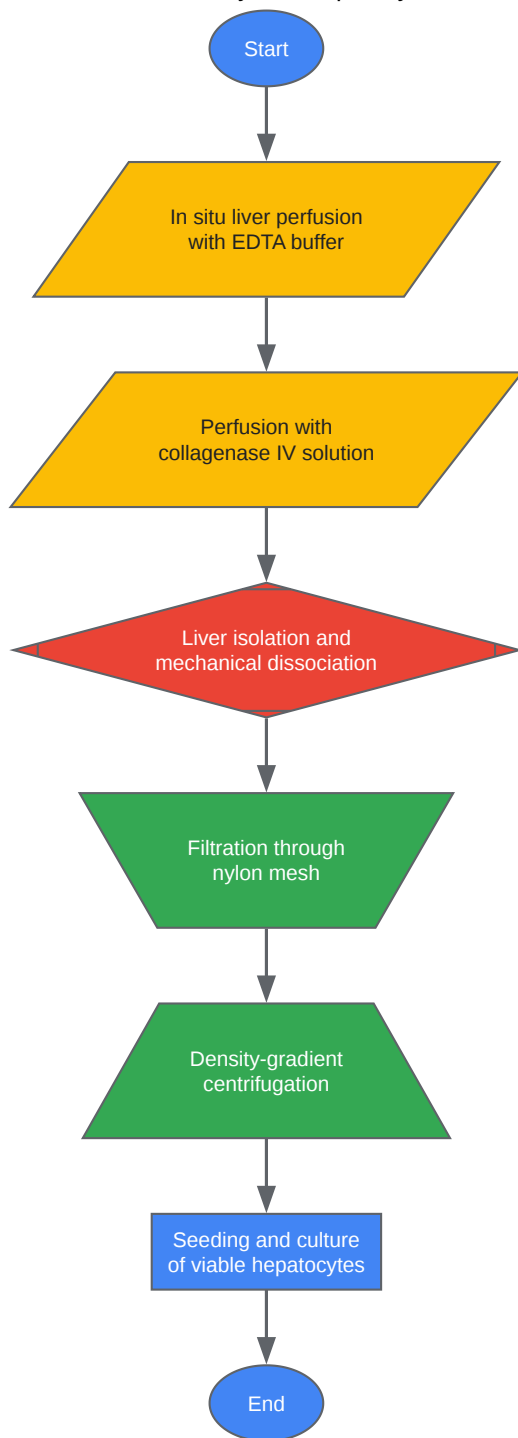 Start
In situ liver perfusion
with EDTA buffer
Perfusion with
collagenase IV solution
Liver isolation and
mechanical dissociation
Filtration through
nylon mesh
Density-gradient
centrifugation
Seeding and culture
of viable hepatocytes
End